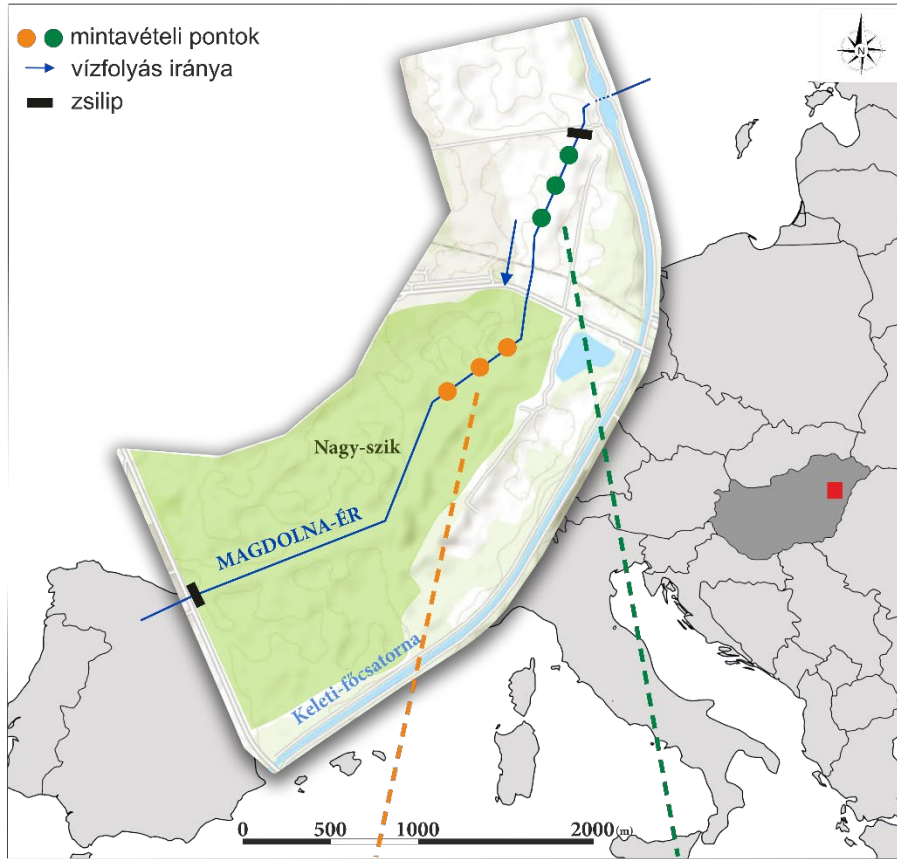 mintavételi pontok
vízfolyás iránya
zsilip
N
Nagy-szik
MAGDOLNA-ÉR
Keleti-főcsatorna
0 500 1000 2000 (m)